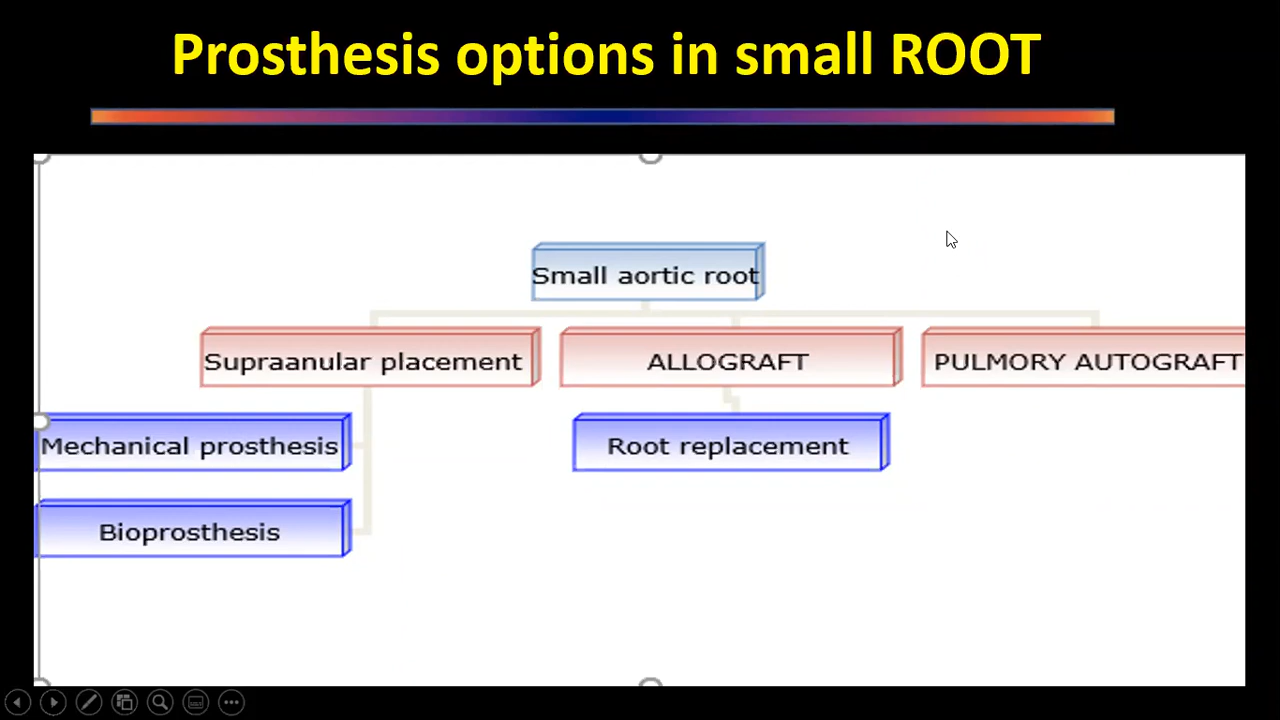 Prosthesis options in small ROOT
Small aortic root
Supraanular placement
ALLOGRAFT
PULMORY AUTOGRAFT
Mechanical prosthesis
Root replacement
Bioprosthesis